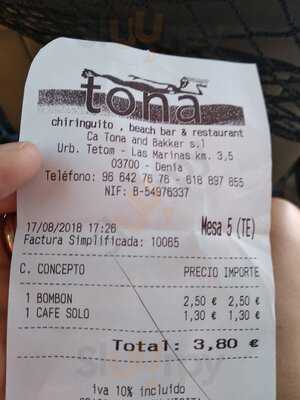 tona
chiringuito , beach bar & restaurant
Ca Tona and Bakker s.l
Urb. Tetom - Las Marinas km. 3,5
03700 - Denia
Teléfono: 96 642 76 76 - 618 897 855
NIF: B-54976337
17/08/2018 17:26 Mesa 5 (TE)
Factura Simplificada: 10065
C. CONCEPTO PRECIO IMPORTE
1 BOMBON 2,50 € 2,50 €
1 CAFE SOLO 1,30 € 1,30 €
Total: 3,80 €
iva 10% incluido